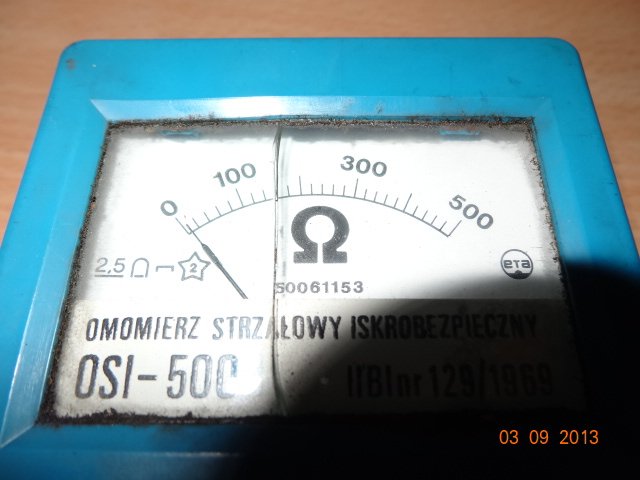 0 100 300 500
Ω
2,5 2 eta
S0061153
OMOMIERZ STRZAŁOWY ISKROBEZPIECZNY
OSI-500 nr 129/1969
03 09 2013